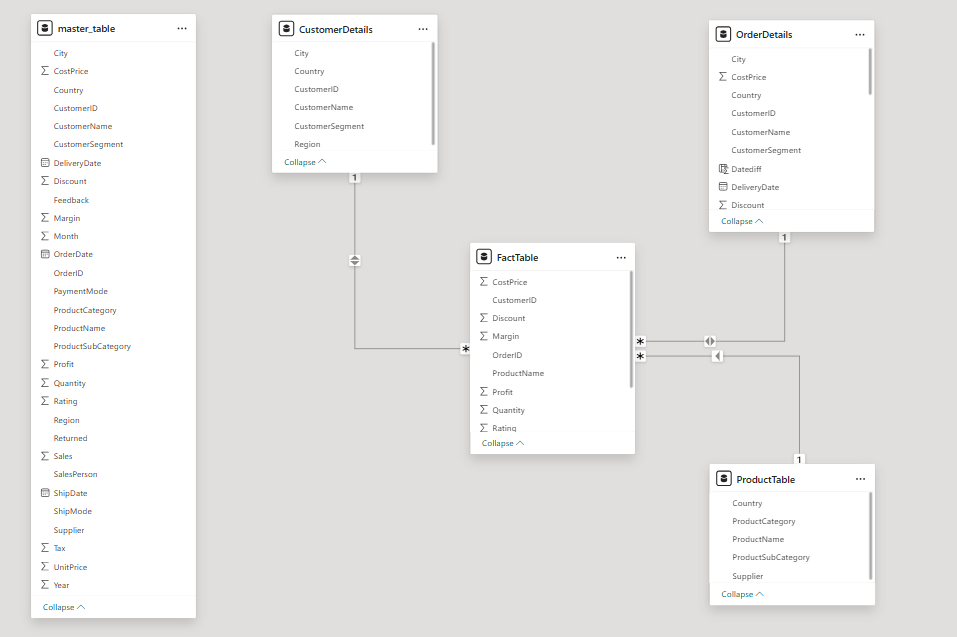 master_table
City
CostPrice
Country
CustomerID
CustomerName
CustomerSegment
DeliveryDate
Discount
Feedback
Margin
Month
OrderDate
OrderID
PaymentMode
ProductCategory
ProductName
ProductSubCategory
Profit
Quantity
Rating
Region
Returned
Sales
SalesPerson
ShipDate
ShipMode
Supplier
Tax
UnitPrice
Year
Collapse
CustomerDetails
City
Country
CustomerID
CustomerName
CustomerSegment
Region
Collapse
1
*
FactTable
CostPrice
CustomerID
Discount
Margin
OrderID
ProductName
Profit
Quantity
Rating
Collapse
OrderDetails
City
CostPrice
Country
CustomerID
CustomerName
CustomerSegment
Datediff
DeliveryDate
Discount
Collapse
1
*
*
1
ProductTable
Country
ProductCategory
ProductName
ProductSubCategory
Supplier
Collapse